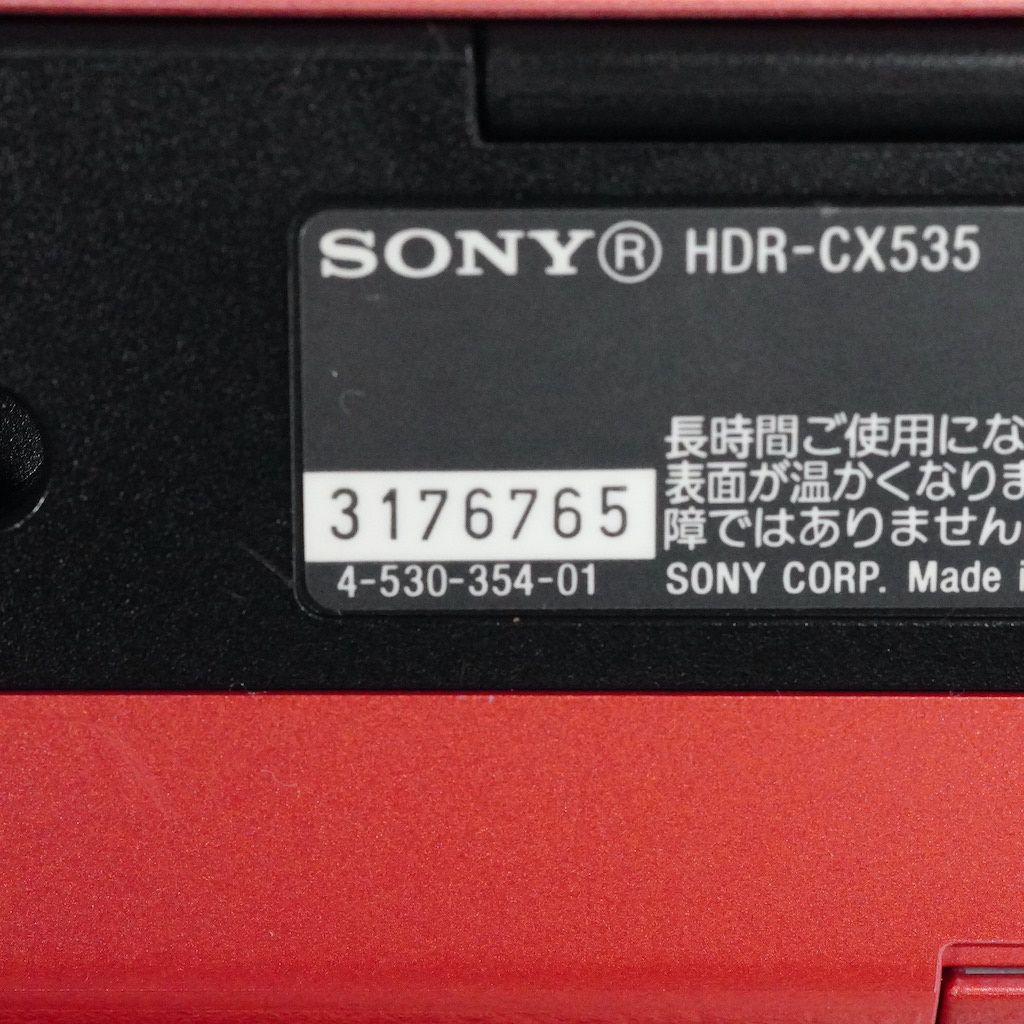 SONY® HDR-CX535
長時間ご使用にな
表面が温かくなりま
障ではありません
3176765
4-530-354-01
SONY CORP. Made